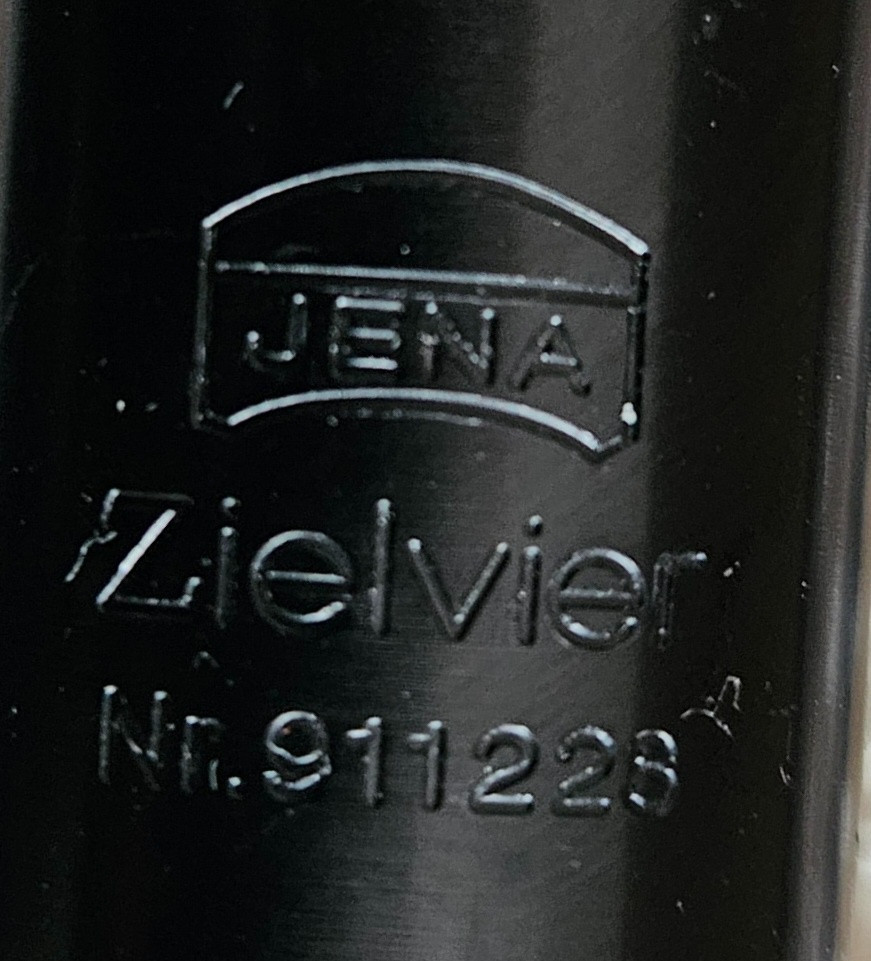 JENA
Zielvier
Nr. 911228